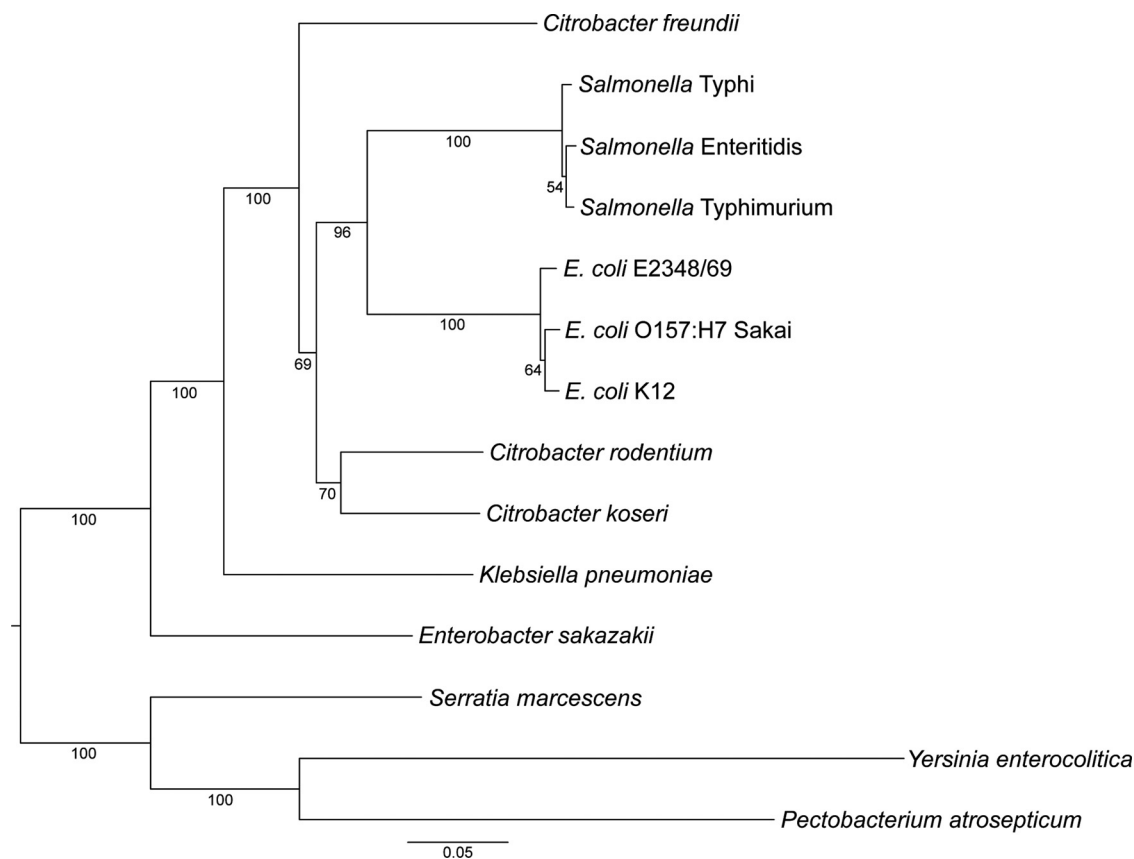 Citrobacter freundii
Salmonella Typhi
100
Salmonella Enteritidis
54
100
Salmonella Typhimurium
96
E. coli E2348/69
100
E. coli O157:H7 Sakai
69
64
100
E. coli K12
Citrobacter rodentium
70
100
Citrobacter koseri
Klebsiella pneumoniae
Enterobacter sakazakii
Serratia marcescens
100
Yersinia enterocolitica
100
Pectobacterium atrosepticum
0.05